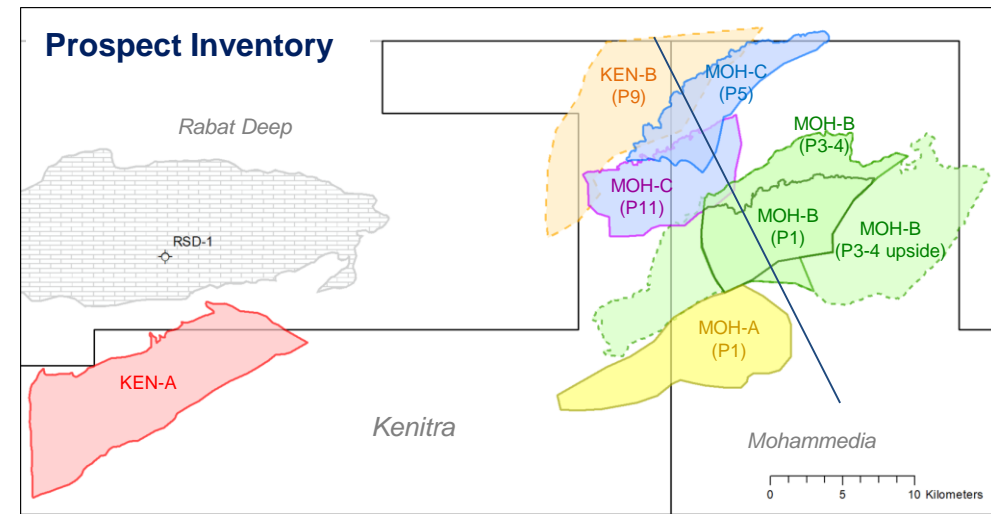 Prospect Inventory
KEN-B
(P9)
MOH-C
(P5)
Rabat Deep
MOH-B
(P3-4)
MOH-C
(P11)
MOH-B
(P1)
MOH-B
(P3-4 upside)
RSD-1
MOH-A
(P1)
KEN-A
Kenitra
Mohammedia
0 5 10 Kilometers